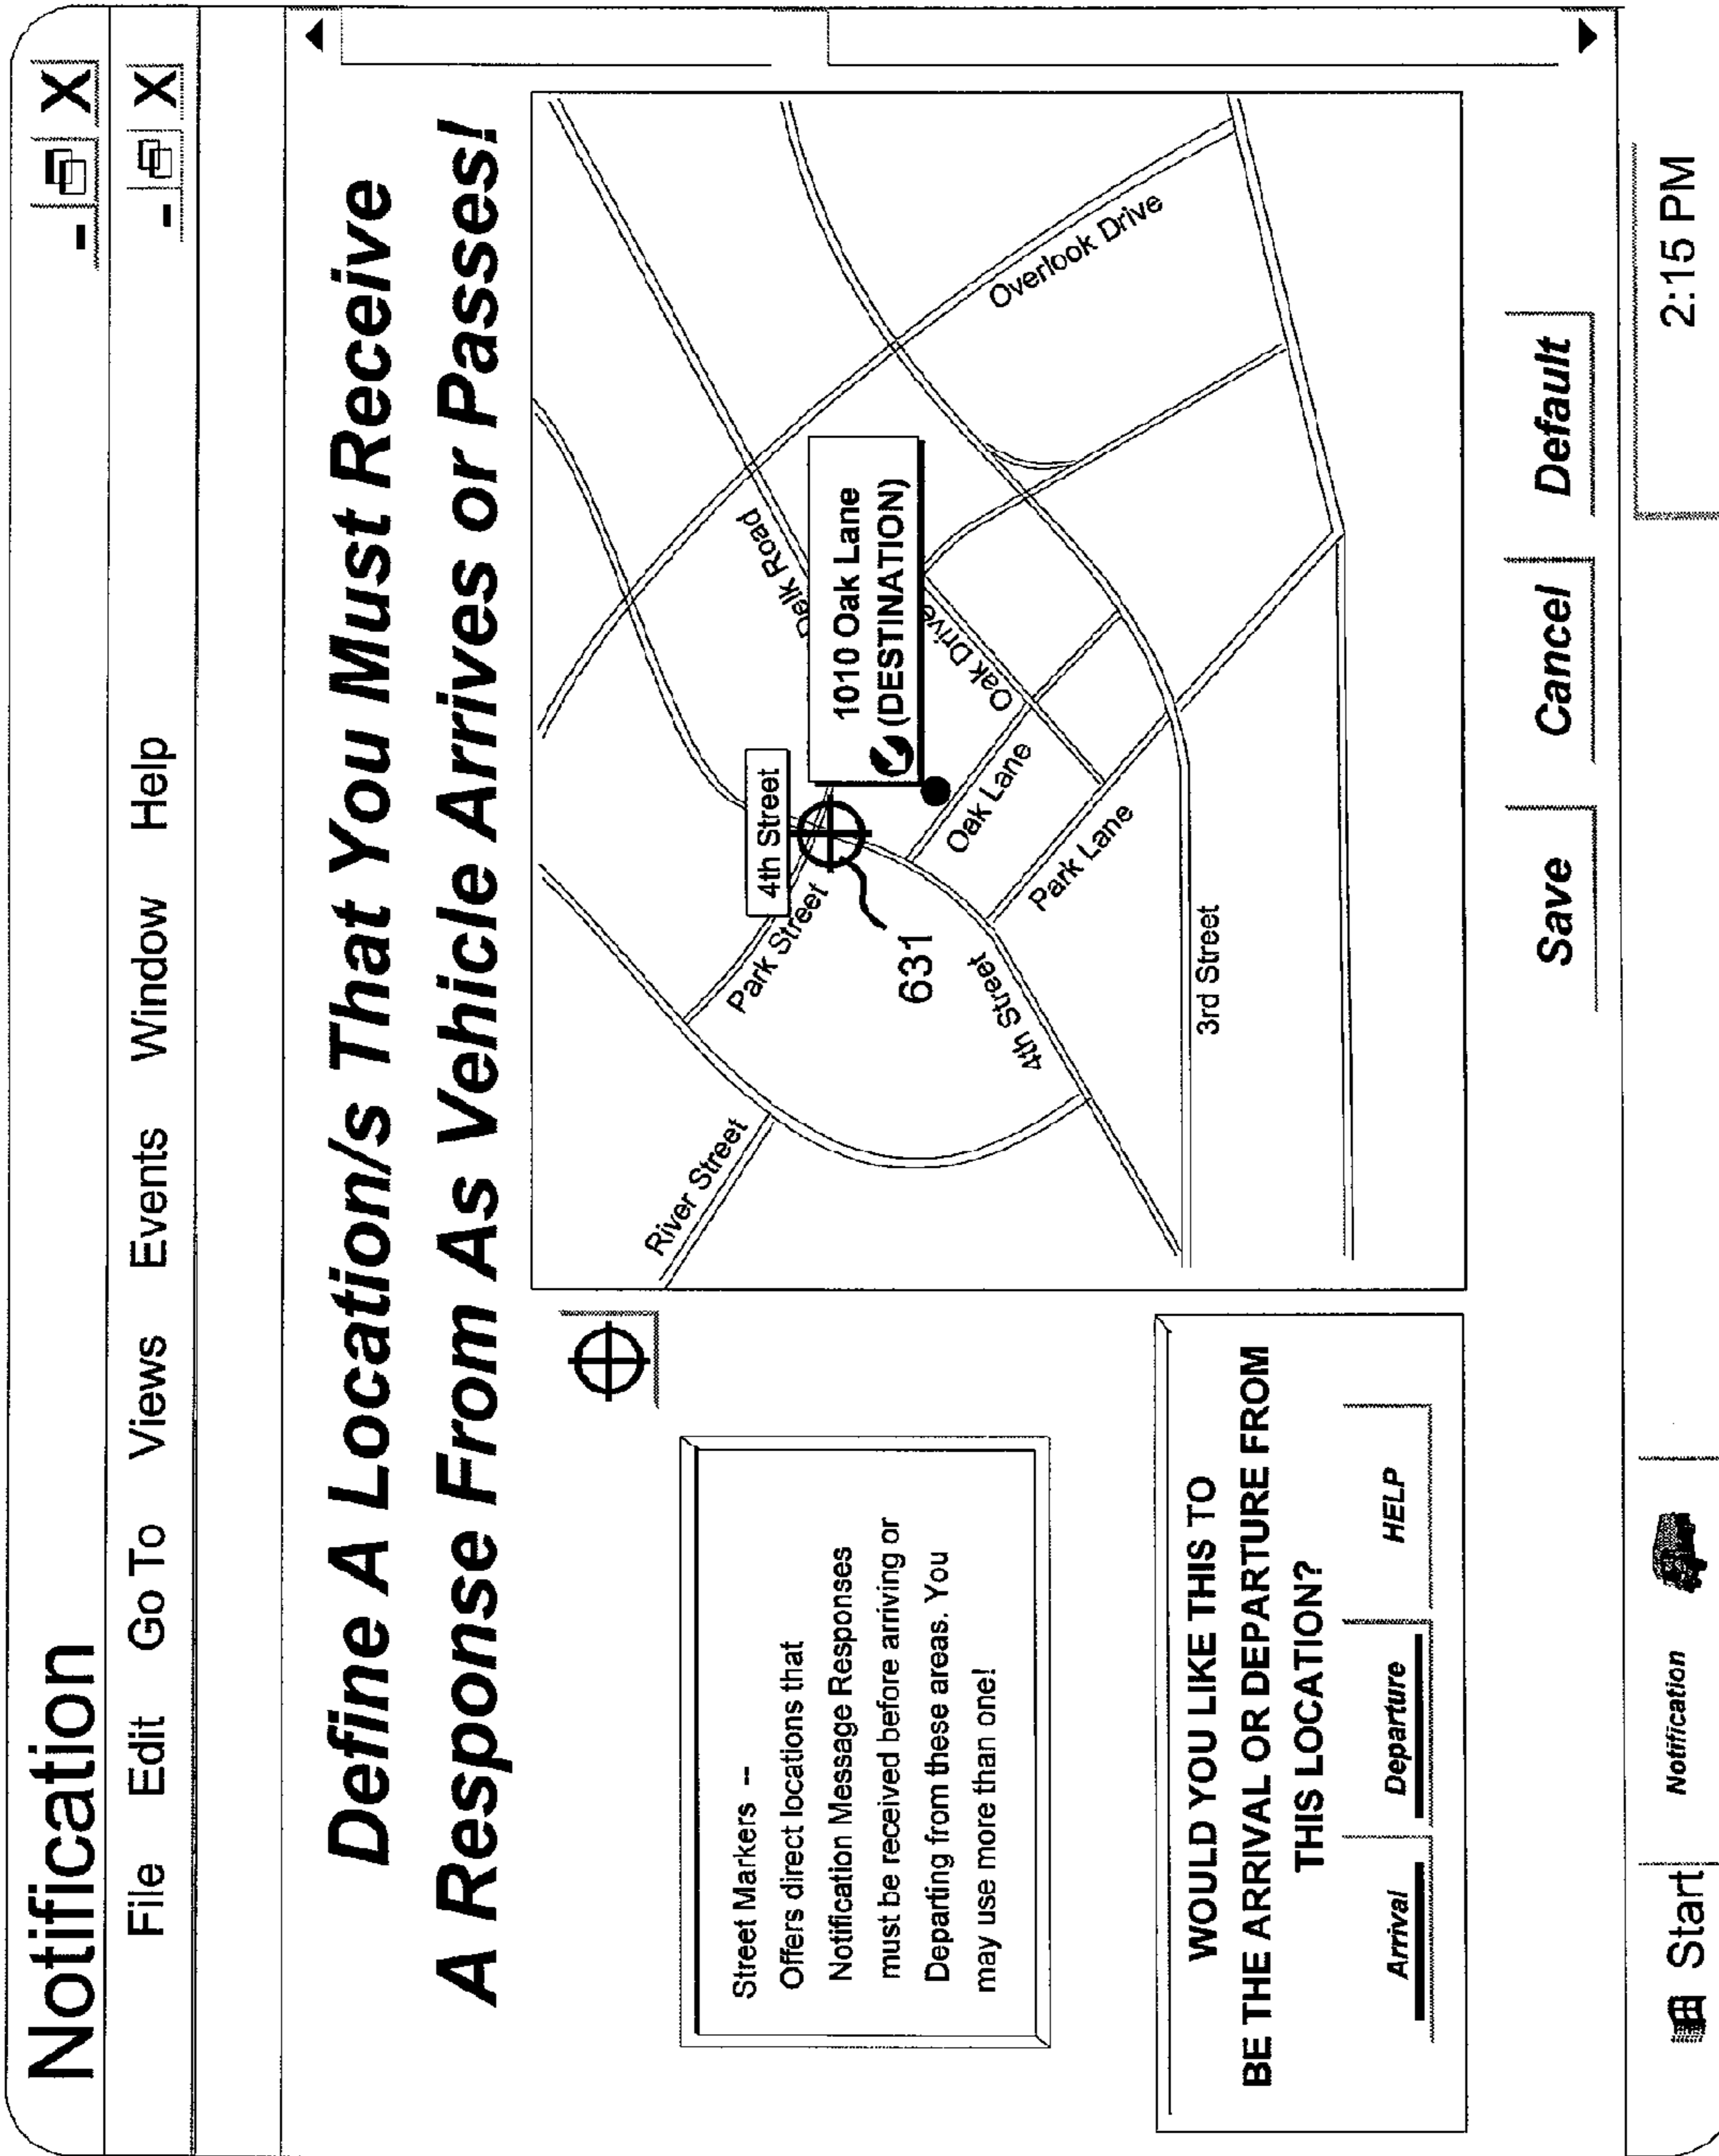 Notification
File Edit Go To Views Events Window Help
Define A Location/s That You Must Receive
A Response From As Vehicle Arrives or Passes!
Street Markers --
Offers direct locations that
Notification Message Responses
must be received before arriving or
Departing from these areas. You
may use more than one!
WOULD YOU LIKE THIS TO
BE THE ARRIVAL OR DEPARTURE FROM
THIS LOCATION?
Arrival Departure HELP
River Street
Park Street
4th Street
631
4th Street
3rd Street
Park Lane
Oak Lane
Oak Drive
1010 Oak Lane
(DESTINATION)
Delk Road
Overlook Drive
Save Cancel Default
Start Notification 2:15 PM